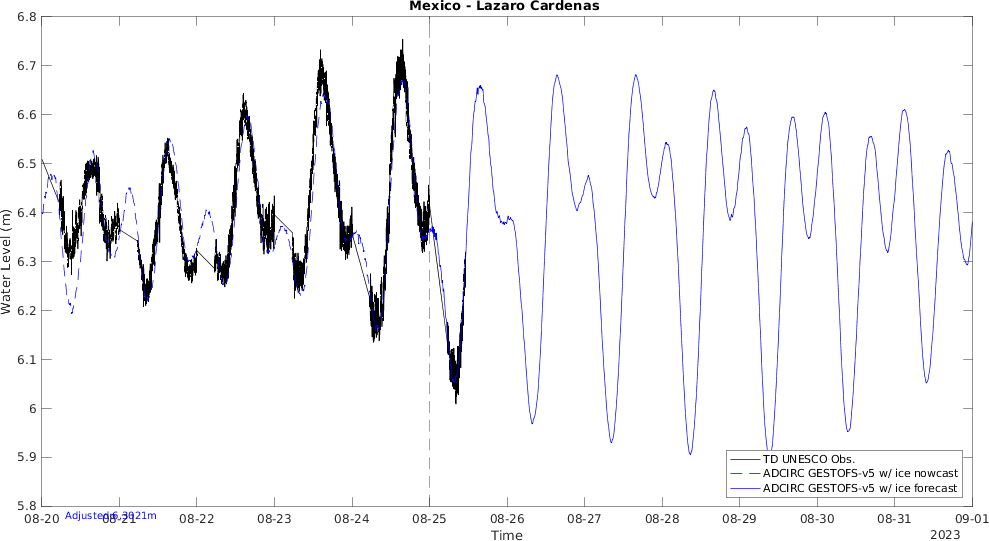 Mexico - Lazaro Cardenas
Water Level (m)
6.8
6.7
6.6
6.5
6.4
6.3
6.2
6.1
6
5.9
5.8
TD UNESCO Obs.
ADCIRC GESTOFS-v5 w/ ice nowcast
ADCIRC GESTOFS-v5 w/ ice forecast
08-20 08-21 08-22 08-23 08-24 08-25 08-26 08-27 08-28 08-29 08-30 08-31 09-01
Adjusted 6.3021m
Time
2023